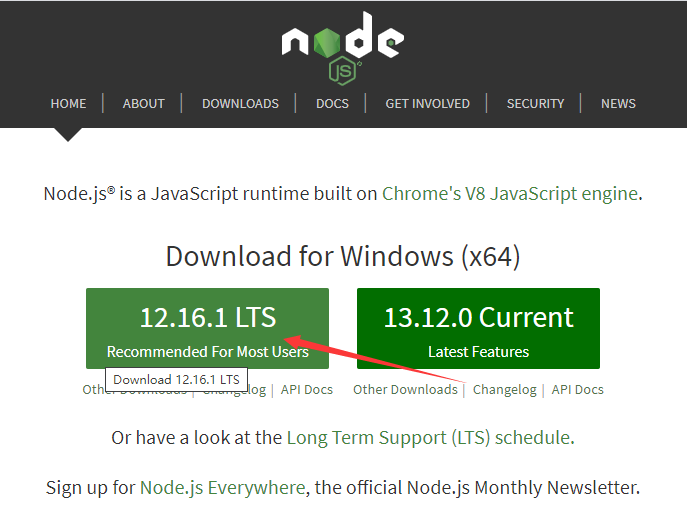 node
JS
HOME | ABOUT | DOWNLOADS | DOCS | GET INVOLVED | SECURITY | NEWS
Node.js® is a JavaScript runtime built on Chrome's V8 JavaScript engine.
Download for Windows (x64)
12.16.1 LTS
Recommended For Most Users
13.12.0 Current
Latest Features
Download 12.16.1 LTS
Other Downloads | Changelog | API Docs
Other Downloads | Changelog | API Docs
Or have a look at the Long Term Support (LTS) schedule.
Sign up for Node.js Everywhere, the official Node.js Monthly Newsletter.